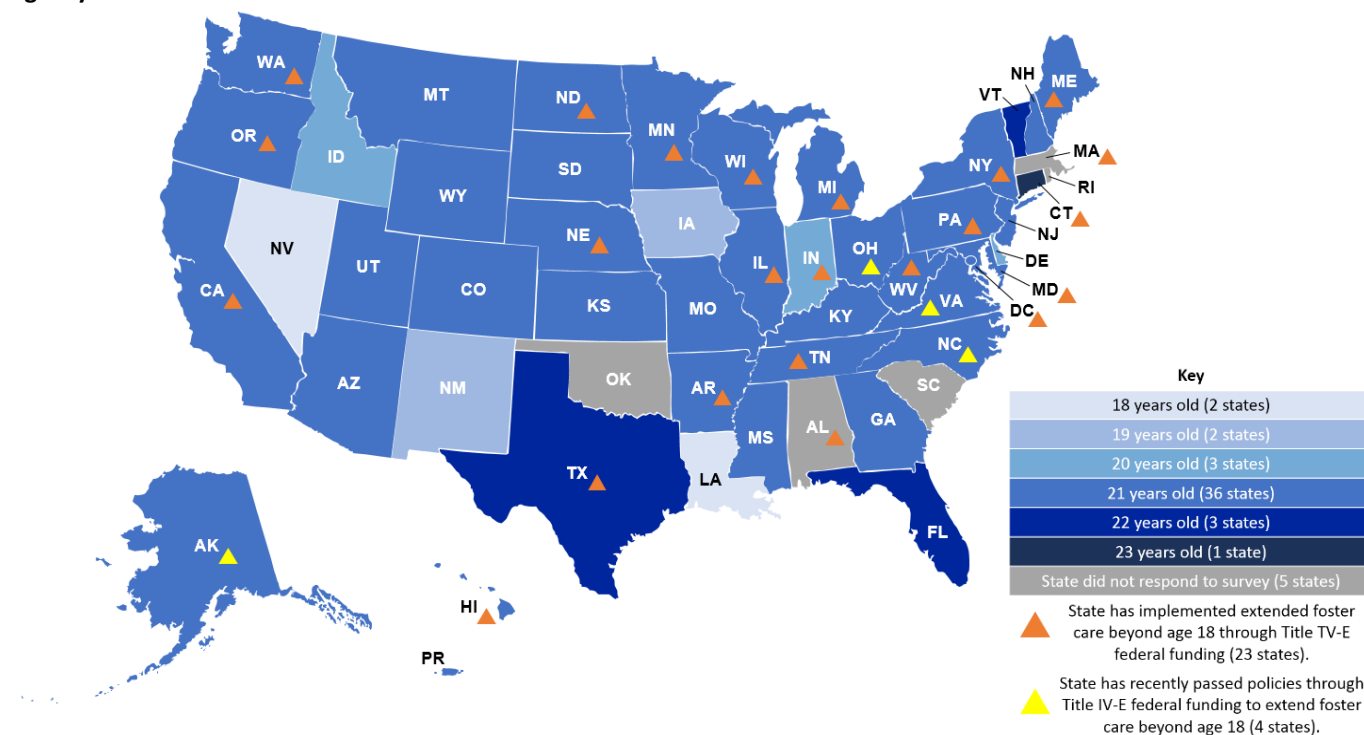 NH
ME
WA
VT
MT
ND
MN
OR
MA
ID
SD
WI
NY
MI
RI
WY
CT
IA
PA
NE
NJ
NV
OH
IL
IN
DE
UT
CO
WV
MD
CA
VA
DC
KS
MO
KY
NC
TN
Key
AZ
NM
OK
SC
AR
18 years old (2 states)
GA
AL
MS
19 years old (2 states)
20 years old (3 states)
TX
LA
21 years old (36 states)
22 years old (3 states)
FL
AK
23 years old (1 state)
State did not respond to survey (5 states)
HI
State has implemented extended foster
care beyond age 18 through Title TV-E
federal funding (23 states).
PR
State has recently passed policies through
Title IV-E federal funding to extend foster
care beyond age 18 (4 states).